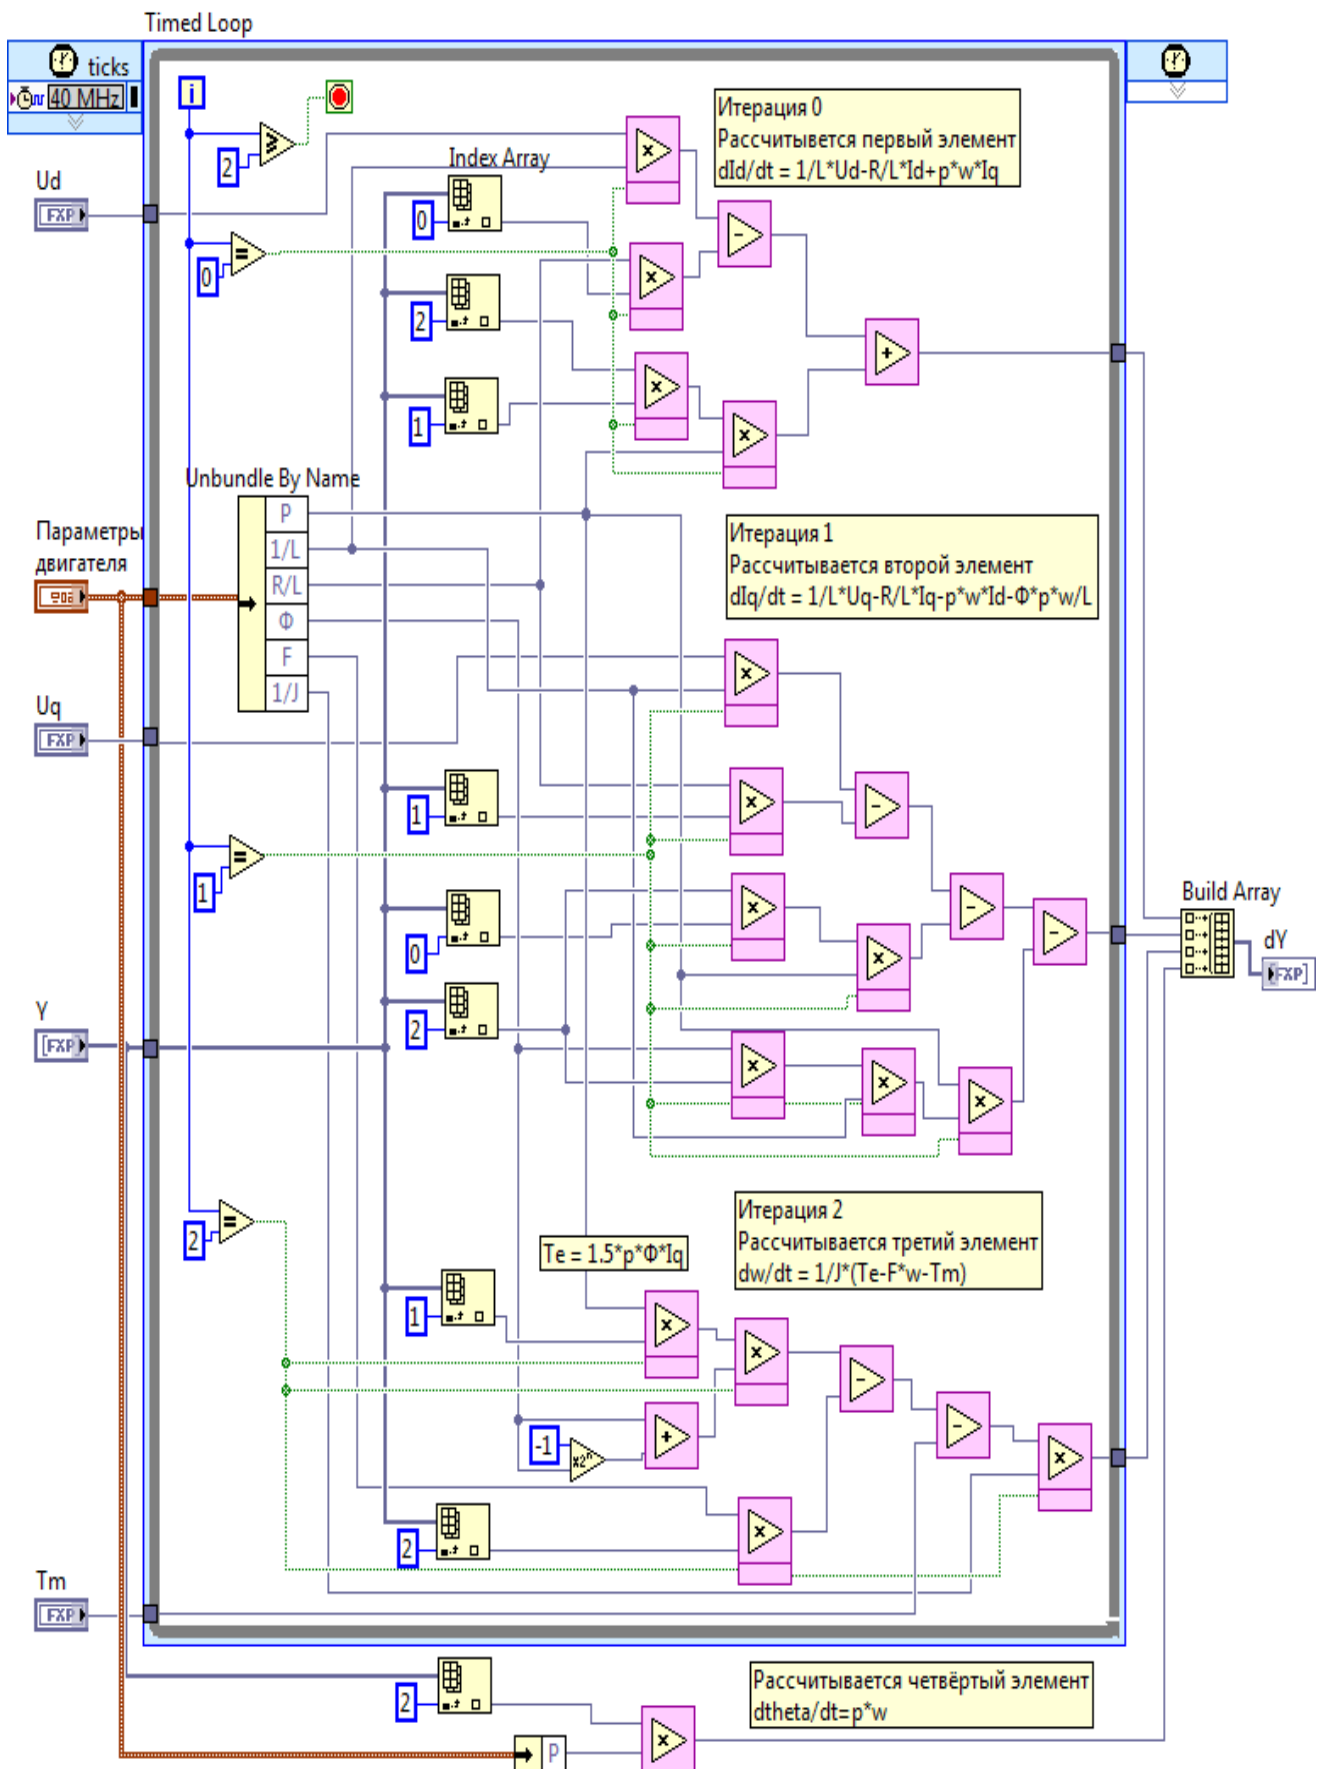 Timed Loop
ticks
40 MHz
i
2
Итерация 0
Рассчитывется первый элемент
dId/dt = 1/L*Ud-R/L*Id+p*w*Iq
Index Array
Ud
FXP
0
0
2
1
Unbundle By Name
P
1/L
R/L
Ф
F
1/J
Параметры
двигателя
Итерация 1
Рассчитывается второй элемент
dIq/dt = 1/L*Uq-R/L*Iq-p*w*Id-Ф*p*w/L
Uq
FXP
1
1
0
2
Build Array
dY
FXP]
Y
[FXP]
Итерация 2
Рассчитывается третий элемент
dw/dt = 1/J*(Te-F*w-Tm)
2
Te = 1.5*p*Ф*Iq
1
-1
x2ⁿ
2
Tm
FXP
Рассчитывается четвёртый элемент
dtheta/dt=p*w
2
P